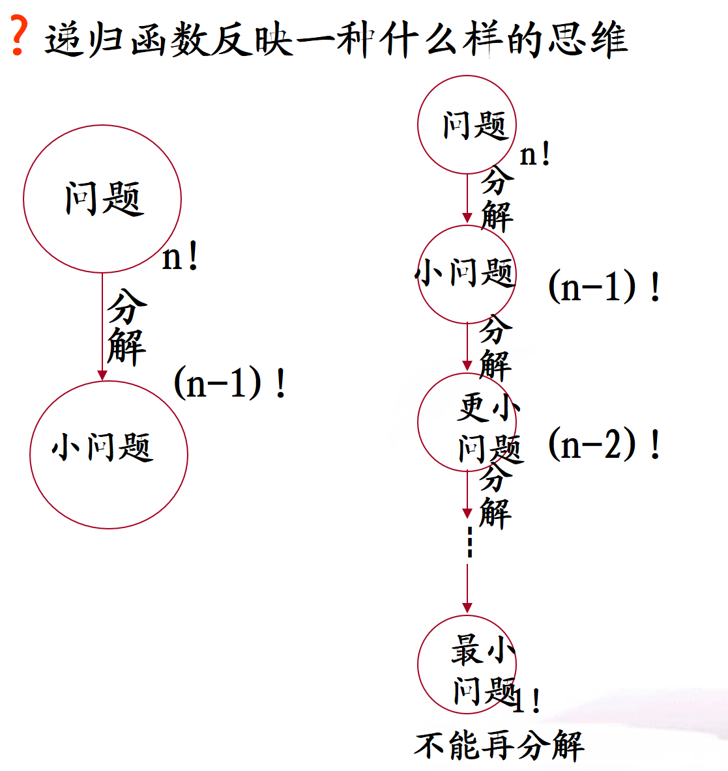 ? 递归函数反映一种什么样的思维
问题
n!
分
解
(n-1)!
小问题
问题
n!
分
解
小问题
(n-1)!
分
解
更小
问题
(n-2)!
分
解
最小
问题
1!
不能再分解